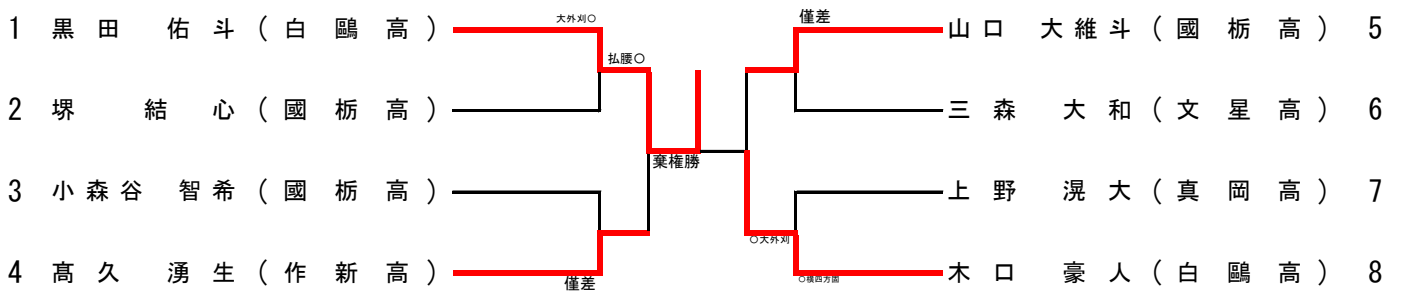 大外刈○
僅差
1 黒田 佑斗(白鷗高)
山口 大維斗(國栃高) 5
払腰○
2 堺 結心(國栃高)
三森 大和(文星高) 6
棄権勝
3 小森谷 智希(國栃高)
上野 滉大(真岡高) 7
○大外刈
4 髙久 湧生(作新高)
僅差
○横四方固
木口 豪人(白鷗高) 8